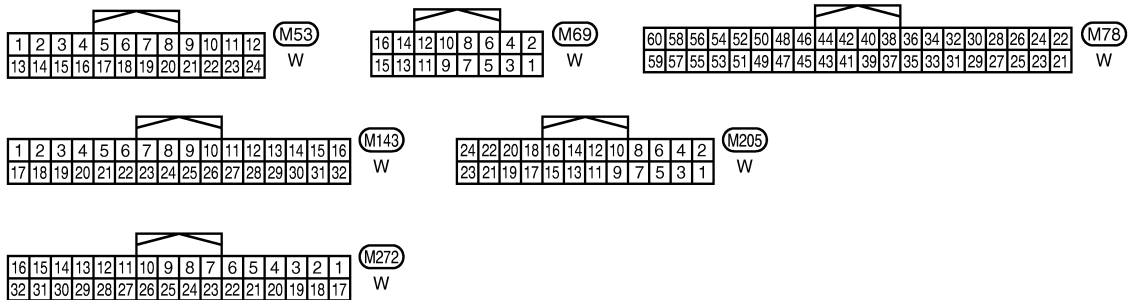 1 2 3 4 5 6 7 8 9 10 11 12 M53
13 14 15 16 17 18 19 20 21 22 23 24 W
16 14 12 10 8 6 4 2 M69
15 13 11 9 7 5 3 1 W
60 58 56 54 52 50 48 46 44 42 40 38 36 34 32 30 28 26 24 22 M78
59 57 55 53 51 49 47 45 43 41 39 37 35 33 31 29 27 25 23 21 W
1 2 3 4 5 6 7 8 9 10 11 12 13 14 15 16 M143
17 18 19 20 21 22 23 24 25 26 27 28 29 30 31 32 W
24 22 20 18 16 14 12 10 8 6 4 2 M205
23 21 19 17 15 13 11 9 7 5 3 1 W
16 15 14 13 12 11 10 9 8 7 6 5 4 3 2 1 M272
32 31 30 29 28 27 26 25 24 23 22 21 20 19 18 17 W